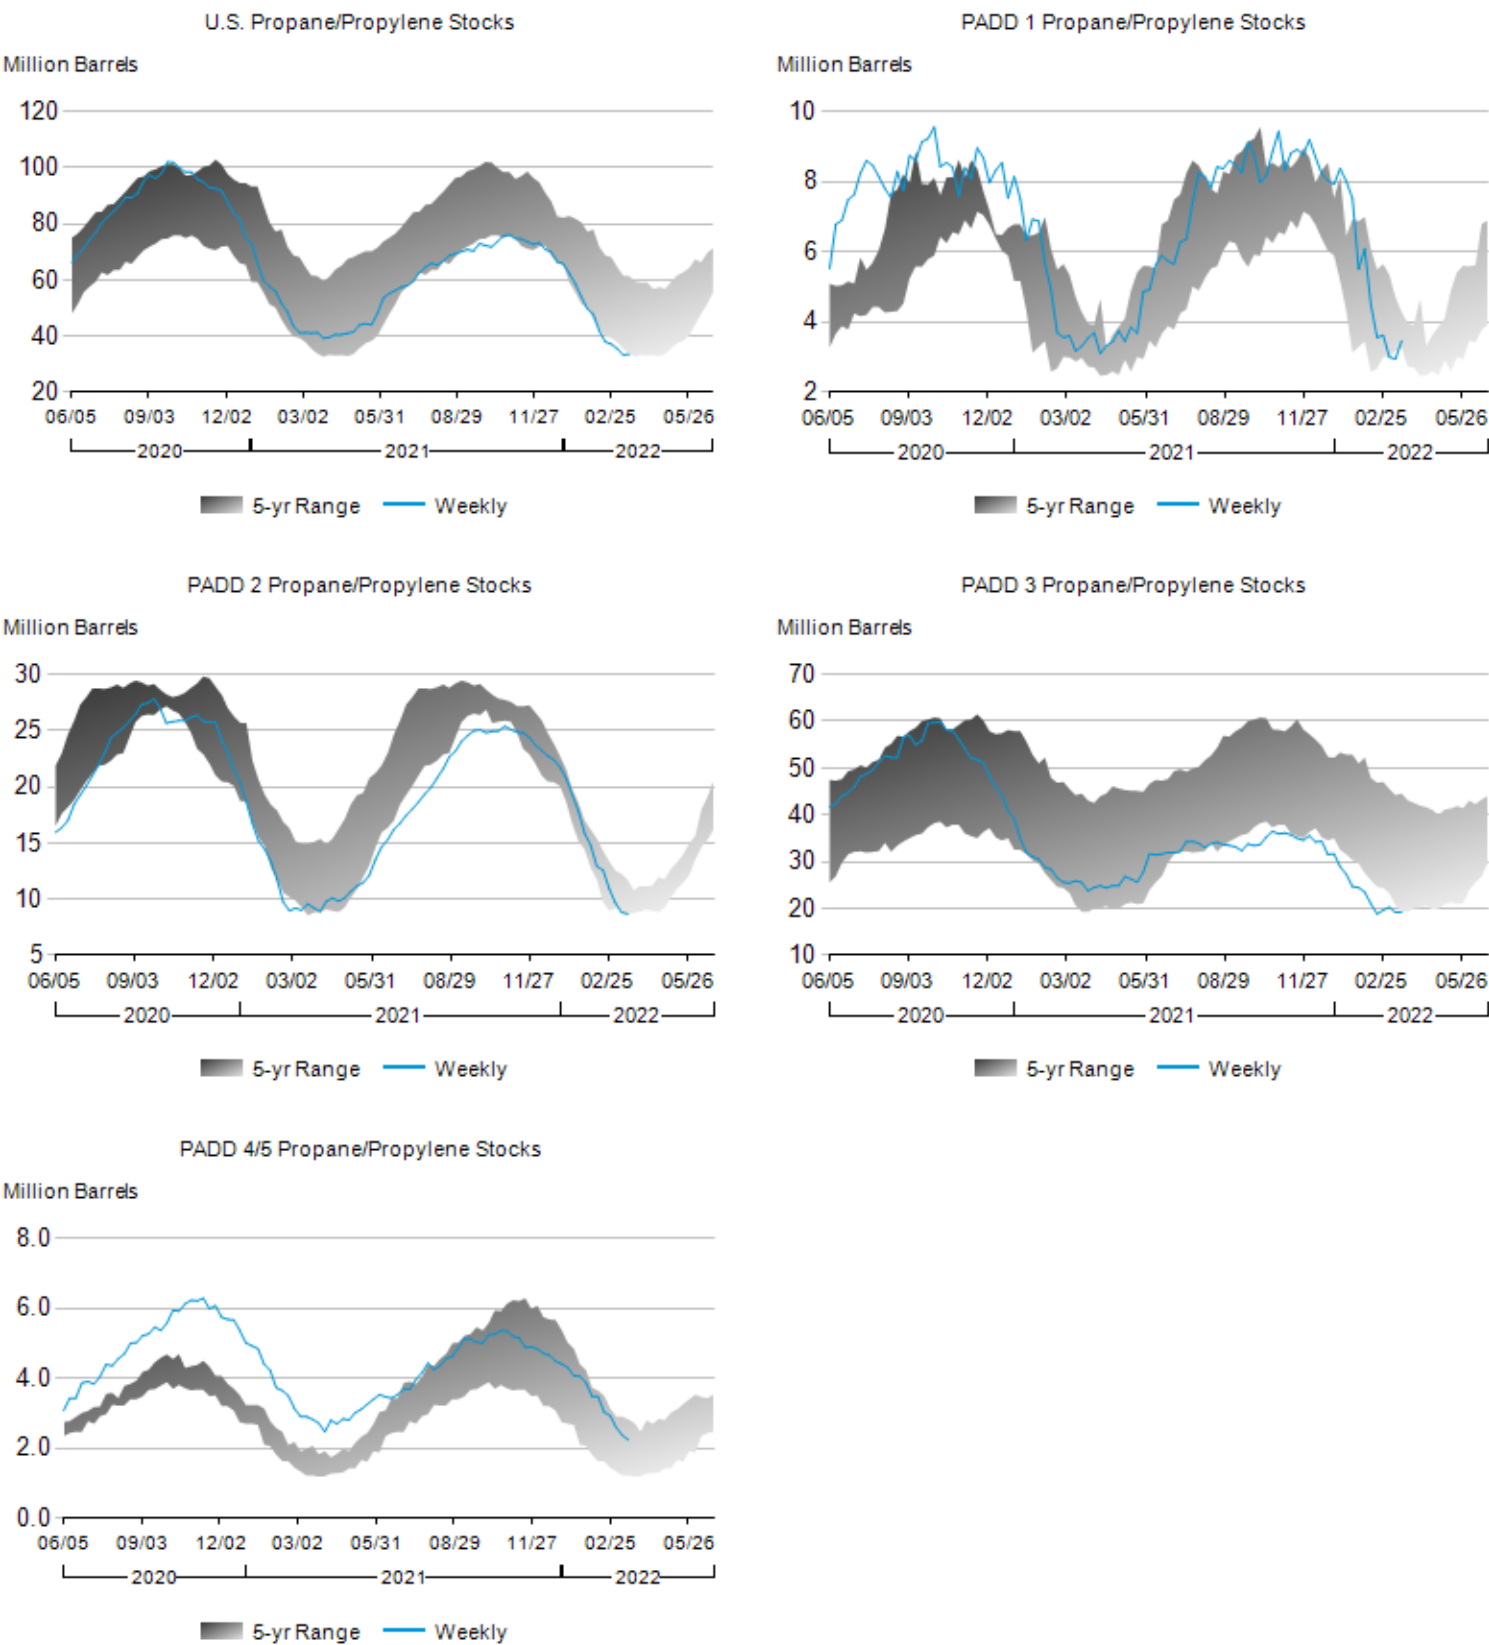 U.S. Propane/Propylene Stocks
Million Barrels
120
100
80
60
40
20
06/05 09/03 12/02 03/02 05/31 08/29 11/27 02/25 05/26
2020 2021 2022
5-yr Range Weekly
PADD 1 Propane/Propylene Stocks
Million Barrels
10
8
6
4
2
06/05 09/03 12/02 03/02 05/31 08/29 11/27 02/25 05/26
2020 2021 2022
5-yr Range Weekly
PADD 2 Propane/Propylene Stocks
Million Barrels
30
25
20
15
10
5
06/05 09/03 12/02 03/02 05/31 08/29 11/27 02/25 05/26
2020 2021 2022
5-yr Range Weekly
PADD 3 Propane/Propylene Stocks
Million Barrels
70
60
50
40
30
20
10
06/05 09/03 12/02 03/02 05/31 08/29 11/27 02/25 05/26
2020 2021 2022
5-yr Range Weekly
PADD 4/5 Propane/Propylene Stocks
Million Barrels
8.0
6.0
4.0
2.0
0.0
06/05 09/03 12/02 03/02 05/31 08/29 11/27 02/25 05/26
2020 2021 2022
5-yr Range Weekly